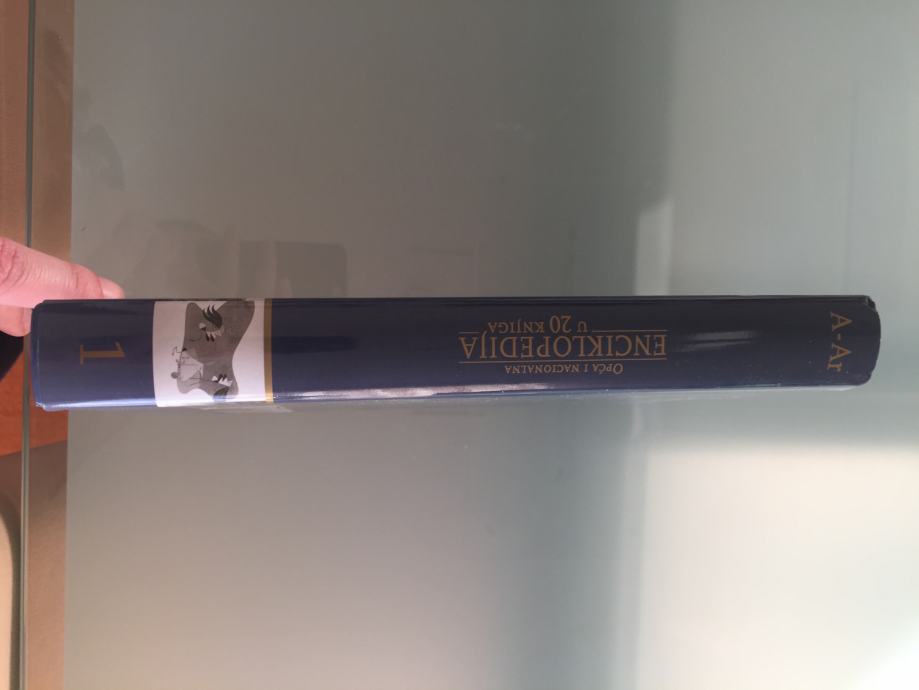 A-Ar
OPĆA I NACIONALNA
ENCIKLOPEDIJA
U 20 KNJIGA
1